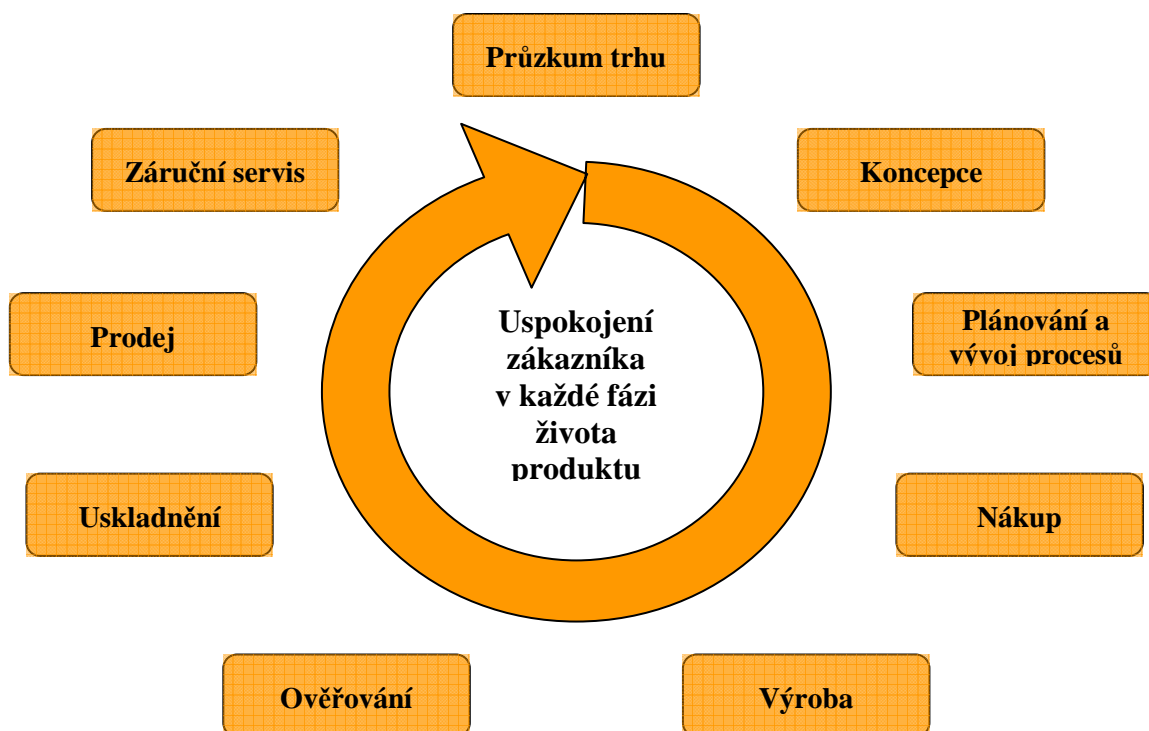 Průzkum trhu
Záruční servis
Koncepce
Prodej
Uspokojení
zákazníka
v každé fázi
života
produktu
Plánování a
vývoj procesů
Uskladnění
Nákup
Ověřování
Výroba